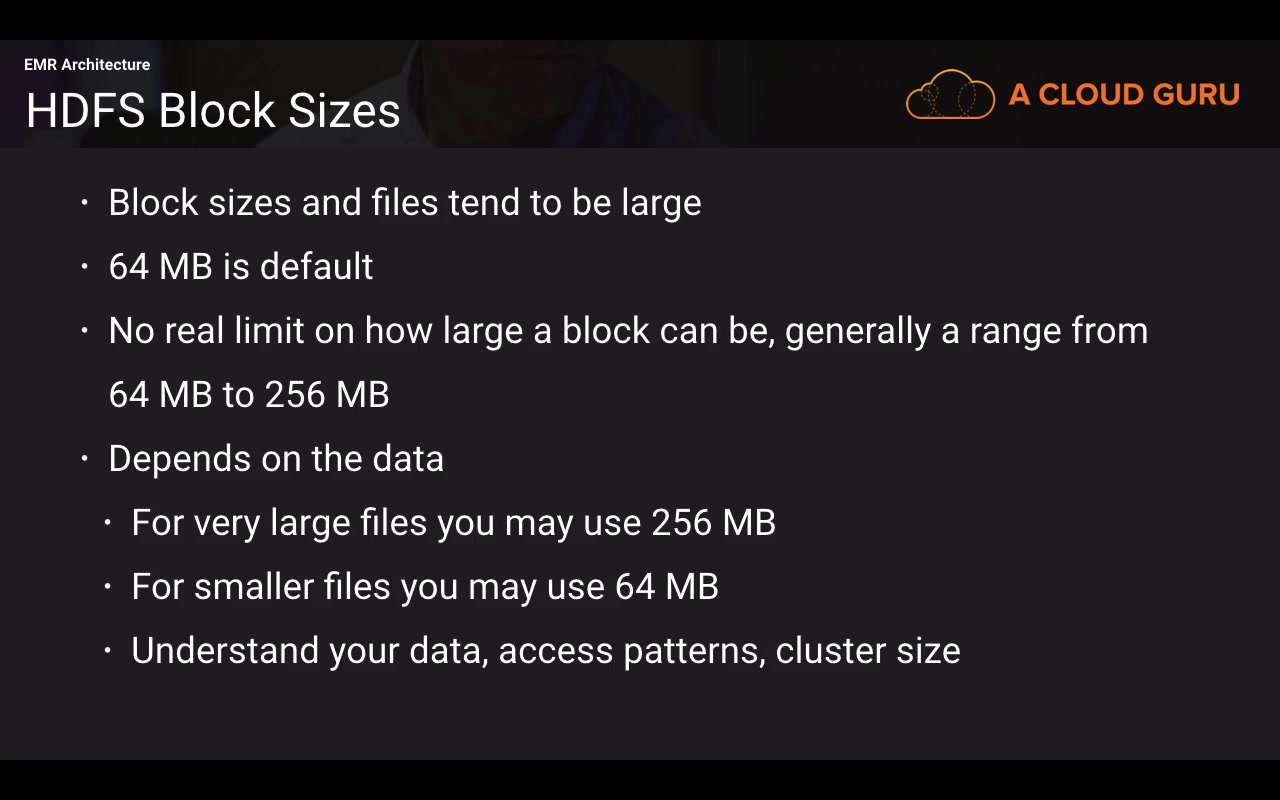 EMR Architecture
HDFS Block Sizes
A CLOUD GURU
· Block sizes and files tend to be large
· 64 MB is default
· No real limit on how large a block can be, generally a range from
64 MB to 256 MB
· Depends on the data
· For very large files you may use 256 MB
· For smaller files you may use 64 MB
· Understand your data, access patterns, cluster size